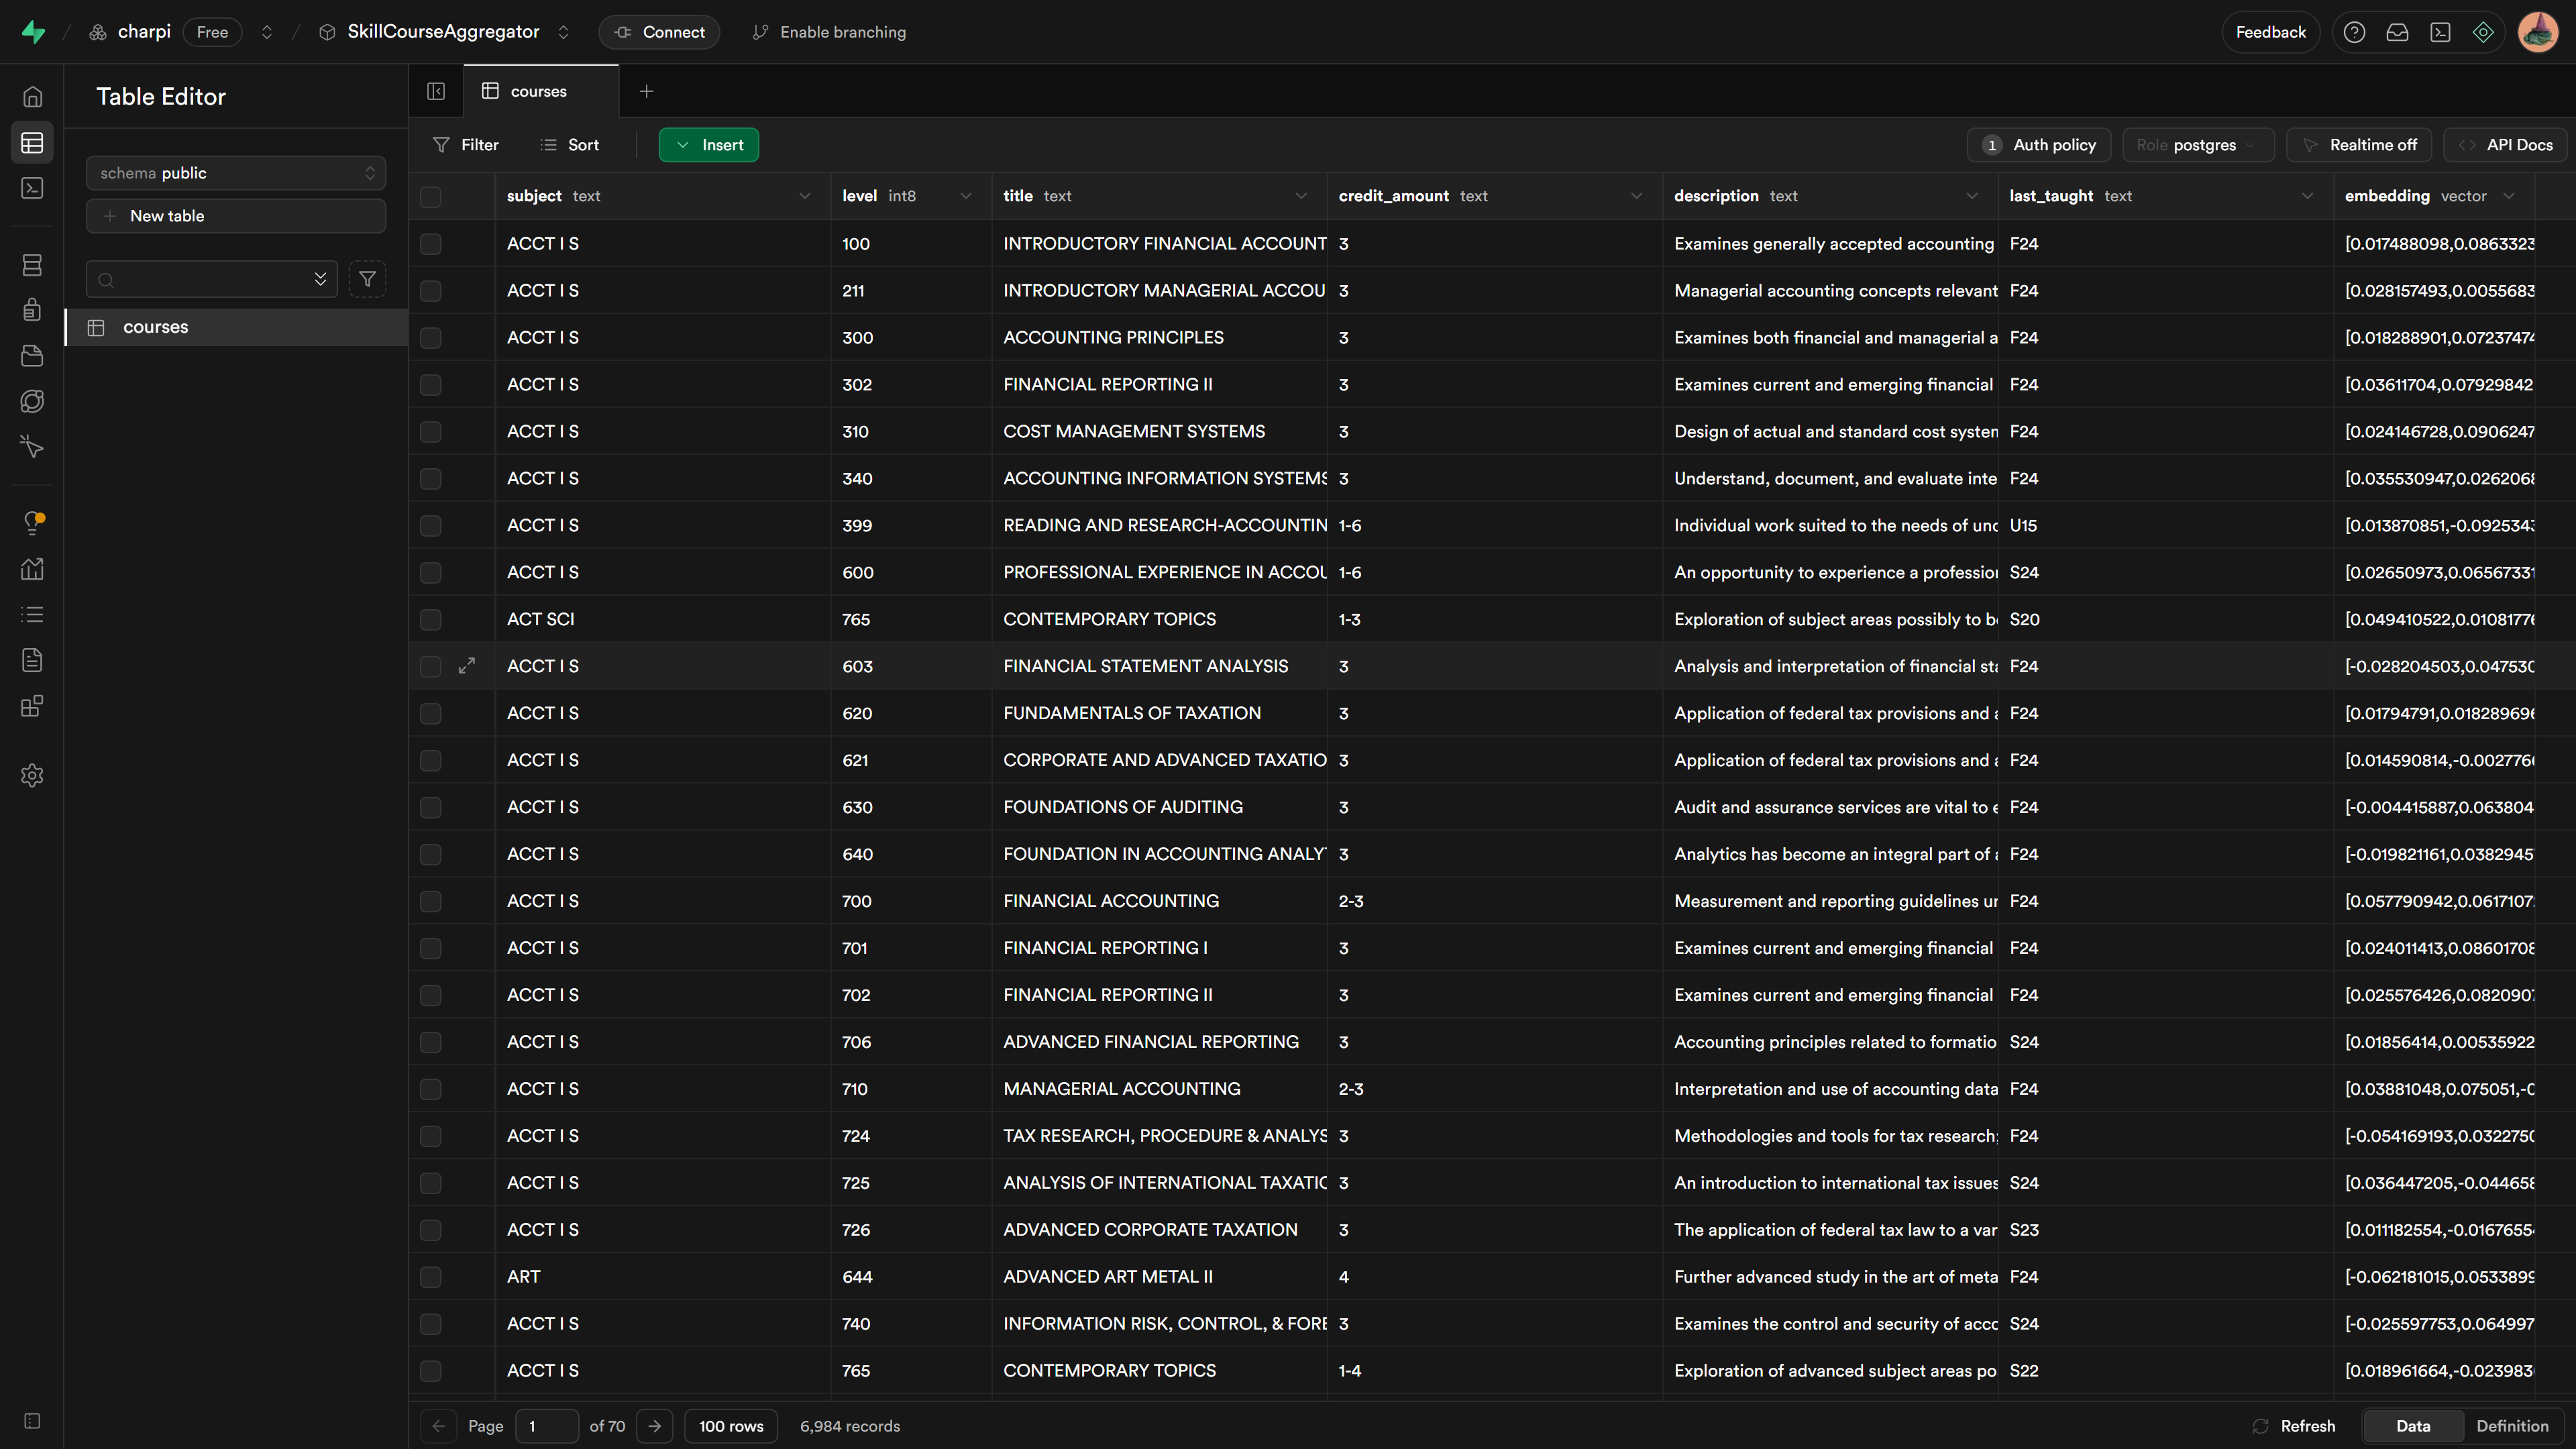 charpi Free SkillCourseAggregator Connect Enable branching Feedback
Table Editor
courses
schema public
New table
courses
Filter Sort Insert 1 Auth policy Role postgres Realtime off API Docs
subject text level int8 title text credit_amount text description text last_taught text embedding vector
ACCT I S 100 INTRODUCTORY FINANCIAL ACCOUNT 3 Examines generally accepted accounting F24 [0.017488098,0.0863323
ACCT I S 211 INTRODUCTORY MANAGERIAL ACCOU 3 Managerial accounting concepts relevant F24 [0.028157493,0.0055683
ACCT I S 300 ACCOUNTING PRINCIPLES 3 Examines both financial and managerial a F24 [0.018288901,0.07237474
ACCT I S 302 FINANCIAL REPORTING II 3 Examines current and emerging financial F24 [0.03611704,0.07929842
ACCT I S 310 COST MANAGEMENT SYSTEMS 3 Design of actual and standard cost system F24 [0.024146728,0.0906247
ACCT I S 340 ACCOUNTING INFORMATION SYSTEMS 3 Understand, document, and evaluate inte F24 [0.035530947,0.0262068
ACCT I S 399 READING AND RESEARCH-ACCOUNTIN 1-6 Individual work suited to the needs of und U15 [0.013870851,-0.0925343
ACCT I S 600 PROFESSIONAL EXPERIENCE IN ACCOU 1-6 An opportunity to experience a profession S24 [0.02650973,0.06567331
ACT SCI 765 CONTEMPORARY TOPICS 1-3 Exploration of subject areas possibly to be S20 [0.049410522,0.01081776
ACCT I S 603 FINANCIAL STATEMENT ANALYSIS 3 Analysis and interpretation of financial sta F24 [-0.028204503,0.047530
ACCT I S 620 FUNDAMENTALS OF TAXATION 3 Application of federal tax provisions and a F24 [0.01794791,0.018289696
ACCT I S 621 CORPORATE AND ADVANCED TAXATIO 3 Application of federal tax provisions and a F24 [0.014590814,-0.0027766
ACCT I S 630 FOUNDATIONS OF AUDITING 3 Audit and assurance services are vital to e F24 [-0.004415887,0.063804
ACCT I S 640 FOUNDATION IN ACCOUNTING ANALYT 3 Analytics has become an integral part of a F24 [-0.019821161,0.0382945
ACCT I S 700 FINANCIAL ACCOUNTING 2-3 Measurement and reporting guidelines un F24 [0.057790942,0.0617107
ACCT I S 701 FINANCIAL REPORTING I 3 Examines current and emerging financial F24 [0.024011413,0.08601708
ACCT I S 702 FINANCIAL REPORTING II 3 Examines current and emerging financial F24 [0.025576426,0.0820907
ACCT I S 706 ADVANCED FINANCIAL REPORTING 3 Accounting principles related to formatio S24 [0.01856414,0.00535922
ACCT I S 710 MANAGERIAL ACCOUNTING 2-3 Interpretation and use of accounting data F24 [0.03881048,0.075051,-0
ACCT I S 724 TAX RESEARCH, PROCEDURE & ANALYS 3 Methodologies and tools for tax research; F24 [-0.054169193,0.0322750
ACCT I S 725 ANALYSIS OF INTERNATIONAL TAXATIO 3 An introduction to international tax issues S24 [0.036447205,-0.044658
ACCT I S 726 ADVANCED CORPORATE TAXATION 3 The application of federal tax law to a var S23 [0.011182554,-0.0167655
ART 644 ADVANCED ART METAL II 4 Further advanced study in the art of meta F24 [-0.062181015,0.0533899
ACCT I S 740 INFORMATION RISK, CONTROL, & FORE 3 Examines the control and security of acco S24 [-0.025597753,0.064997
ACCT I S 765 CONTEMPORARY TOPICS 1-4 Exploration of advanced subject areas po S22 [0.018961664,-0.023983
Page 1 of 70 100 rows 6,984 records Refresh Data Definition